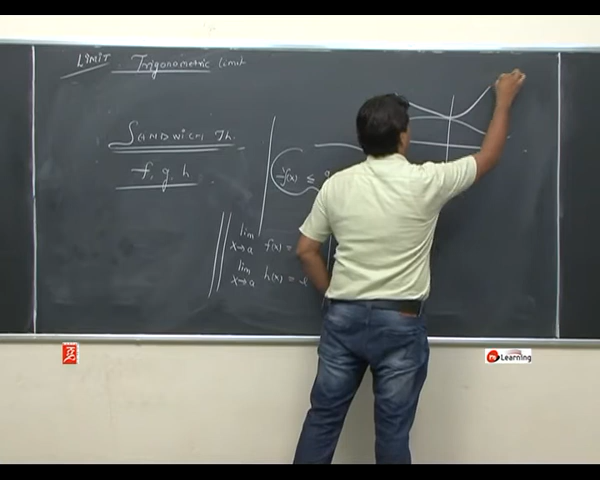 LIMIT : Trigonometric limit
SANDWICH Th.
f, g, h
f(x) ≤ g
lim x→a f(x) =
lim x→a h(x) = l
Learning